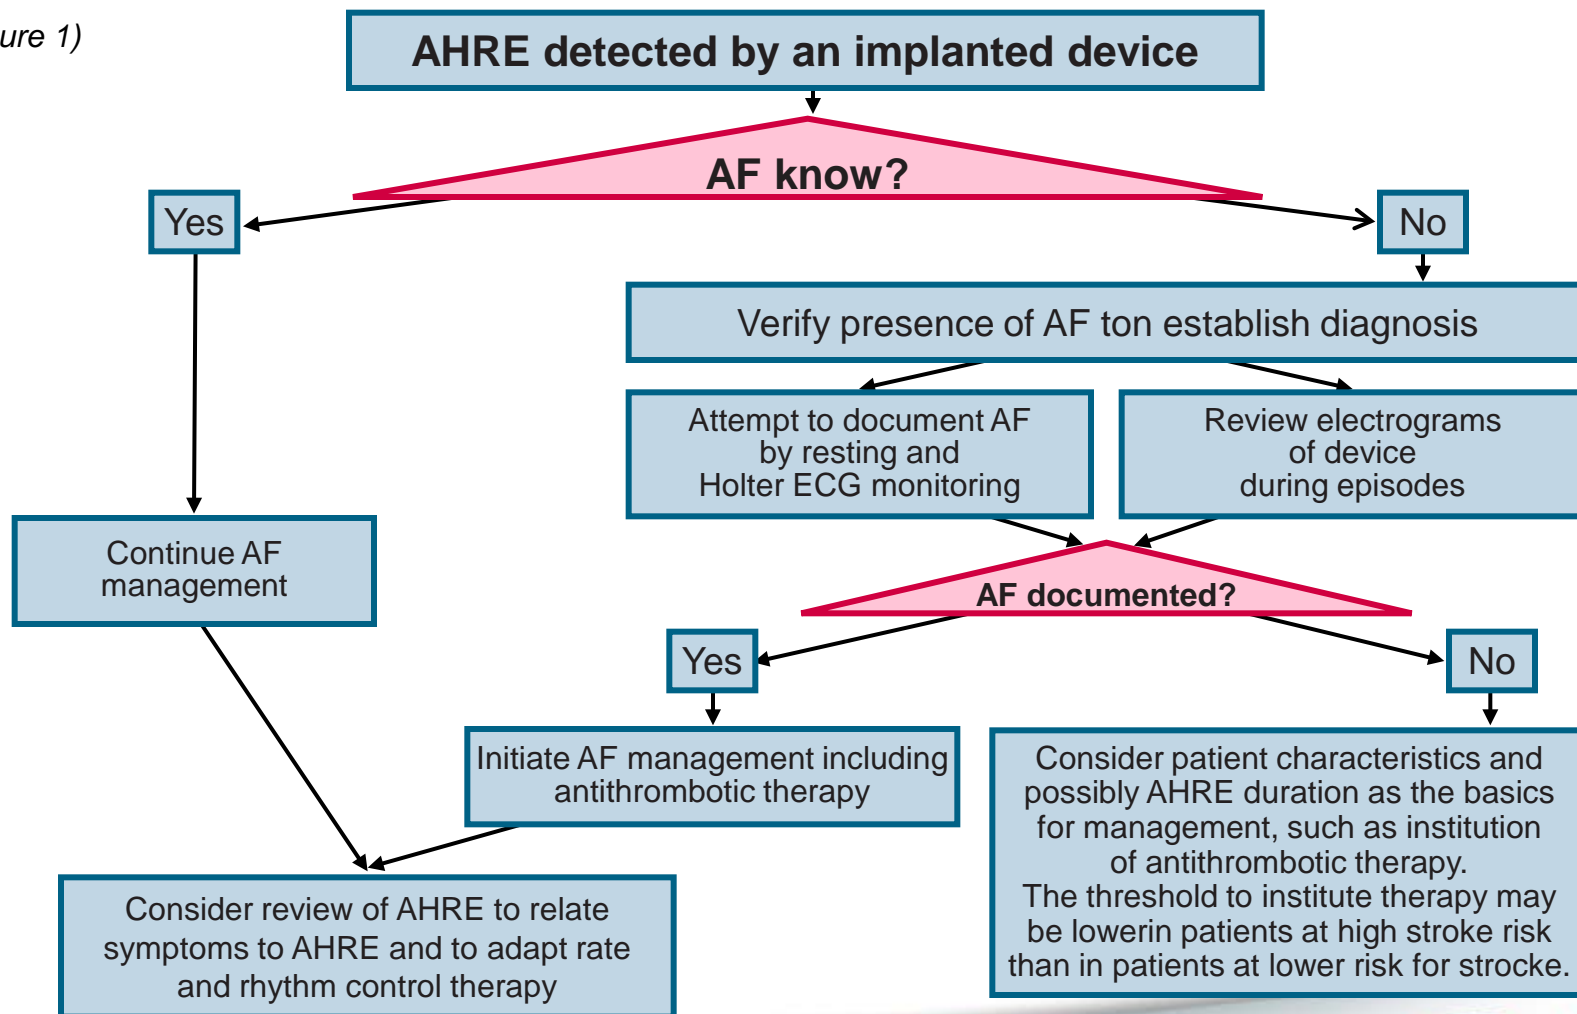 ure 1)
AHRE detected by an implanted device
AF know?
Yes
No
Verify presence of AF ton establish diagnosis
Attempt to document AF
by resting and
Holter ECG monitoring
Review electrograms
of device
during episodes
Continue AF
management
AF documented?
Yes
No
Initiate AF management including
antithrombotic therapy
Consider patient characteristics and
possibly AHRE duration as the basics
for management, such as institution
of antithrombotic therapy.
The threshold to institute therapy may
be lowerin patients at high stroke risk
than in patients at lower risk for strocke.
Consider review of AHRE to relate
symptoms to AHRE and to adapt rate
and rhythm control therapy